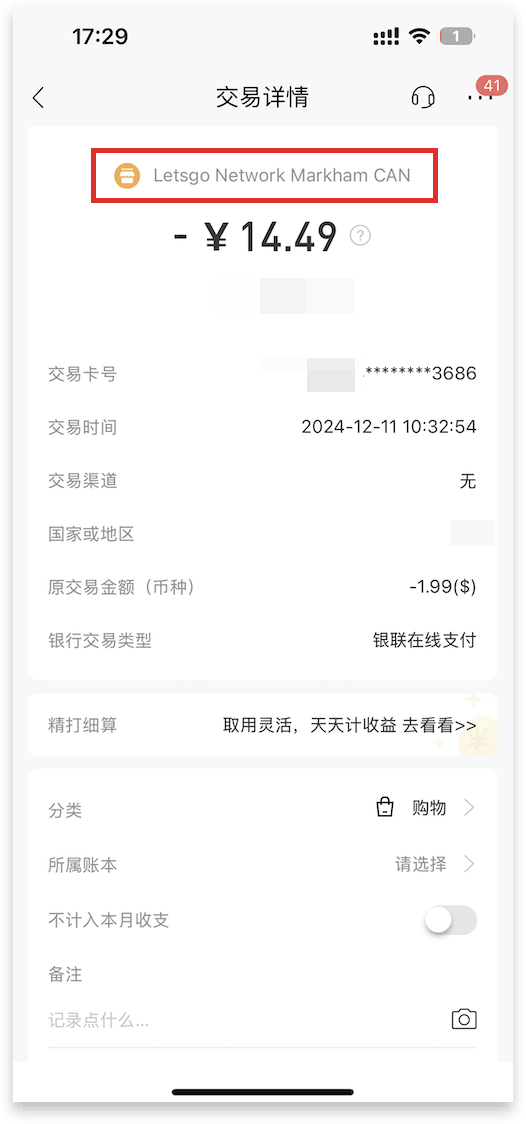 17:29
1
交易详情
41
Letsgo Network Markham CAN
- ¥ 14.49 ?
交易卡号 ********3686
交易时间 2024-12-11 10:32:54
交易渠道 无
国家或地区
原交易金额（币种） -1.99($)
银行交易类型 银联在线支付
精打细算 取用灵活，天天计收益 去看看>>
分类 购物
所属账本 请选择
不计入本月收支
备注
记录点什么...